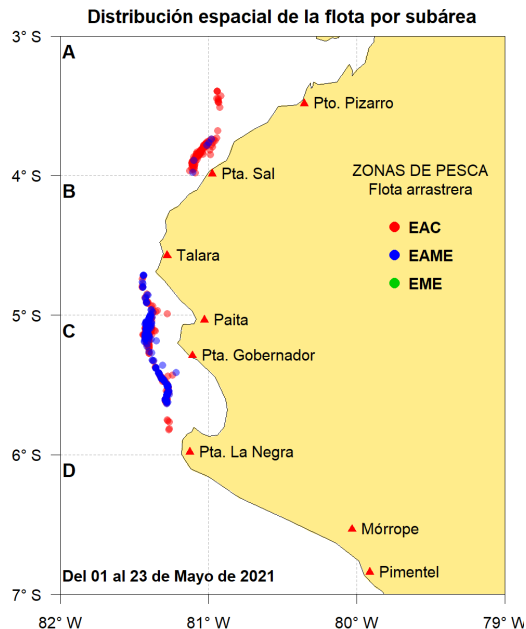 Distribución espacial de la flota por subárea
3° S
A
Pto. Pizarro
ZONAS DE PESCA
Flota arrastrera
Pta. Sal
4° S
B
EAC
Talara
EAME
EME
5° S
Paita
C
Pta. Gobernador
Pta. La Negra
6° S
D
Mórrope
Pimentel
Del 01 al 23 de Mayo de 2021
7° S
82° W
81° W
80° W
79° W